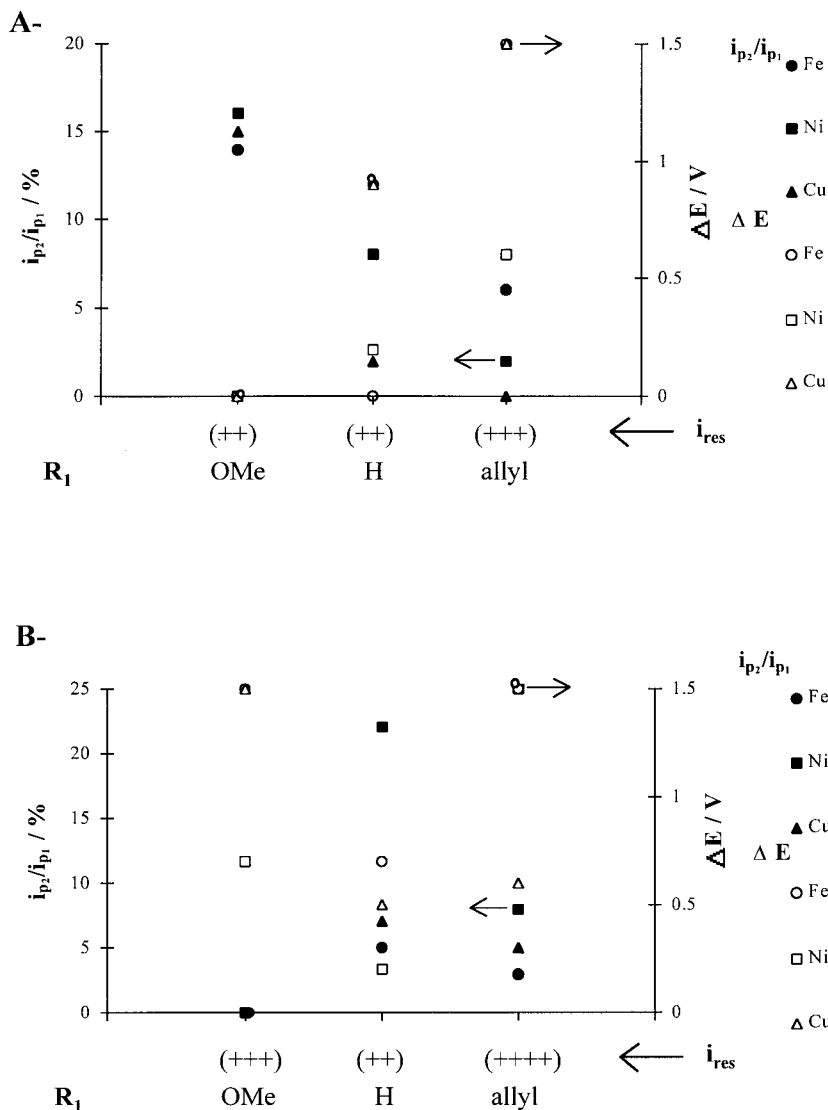 A-
i_p2/i_p1 / %
20
15
10
5
0
1.5
1
0.5
0
ΔE / V
i_p2/i_p1
Fe
Ni
Cu
Δ E
Fe
Ni
Cu
(++) (++) (+++) i_res
R_1 OMe H allyl
B-
i_p2/i_p1 / %
25
20
15
10
5
0
1.5
1
0.5
0
ΔE / V
i_p2/i_p1
Fe
Ni
Cu
Δ E
Fe
Ni
Cu
(+++) (++) (++++) i_res
R_1 OMe H allyl